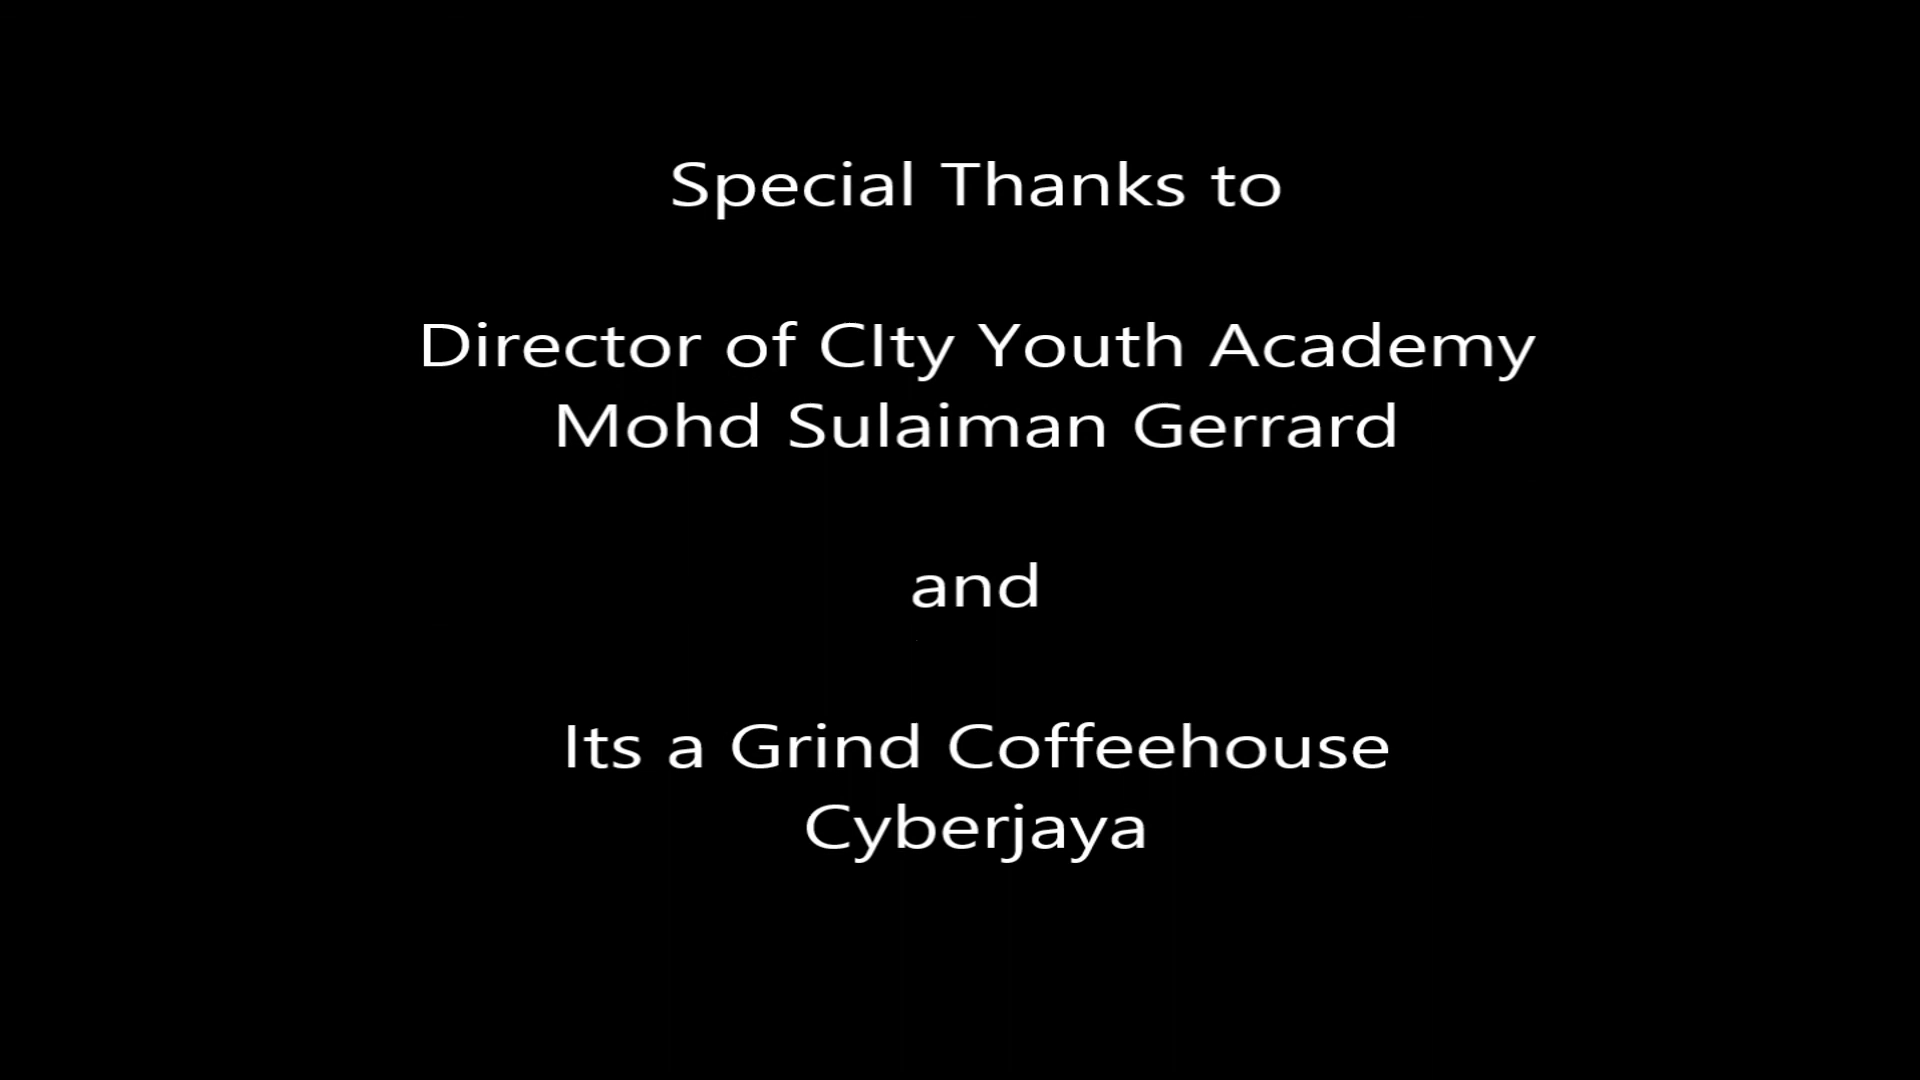 Special Thanks to
Director of CIty Youth Academy
Mohd Sulaiman Gerrard
and
Its a Grind Coffeehouse
Cyberjaya